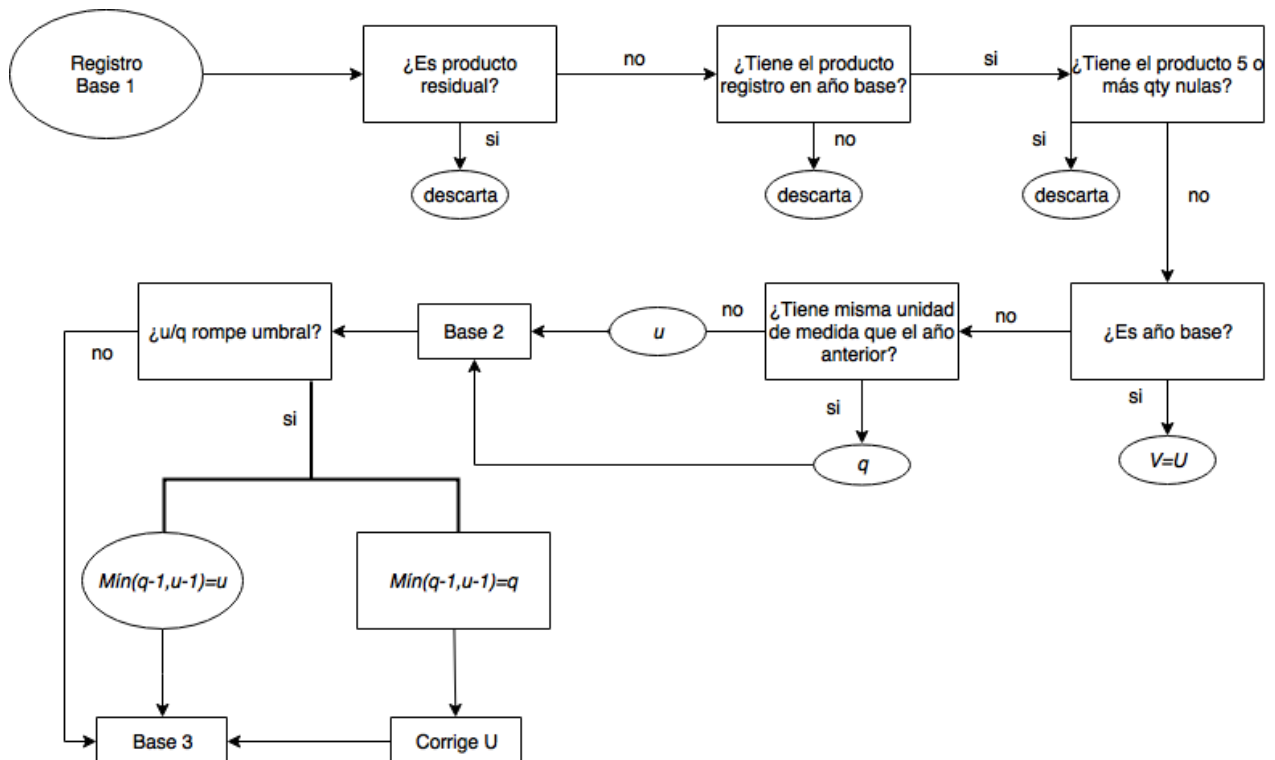 Registro
Base 1
¿Es producto
residual?
no
¿Tiene el producto
registro en año base?
si
¿Tiene el producto 5 o
más qty nulas?
si
descarta
no
descarta
si
descarta
no
¿Es año base?
no
¿Tiene misma unidad
de medida que el año
anterior?
no
u
Base 2
¿u/q rompe umbral?
no
si
si
q
si
V=U
Mín(q-1,u-1)=u
Mín(q-1,u-1)=q
Base 3
Corrige U